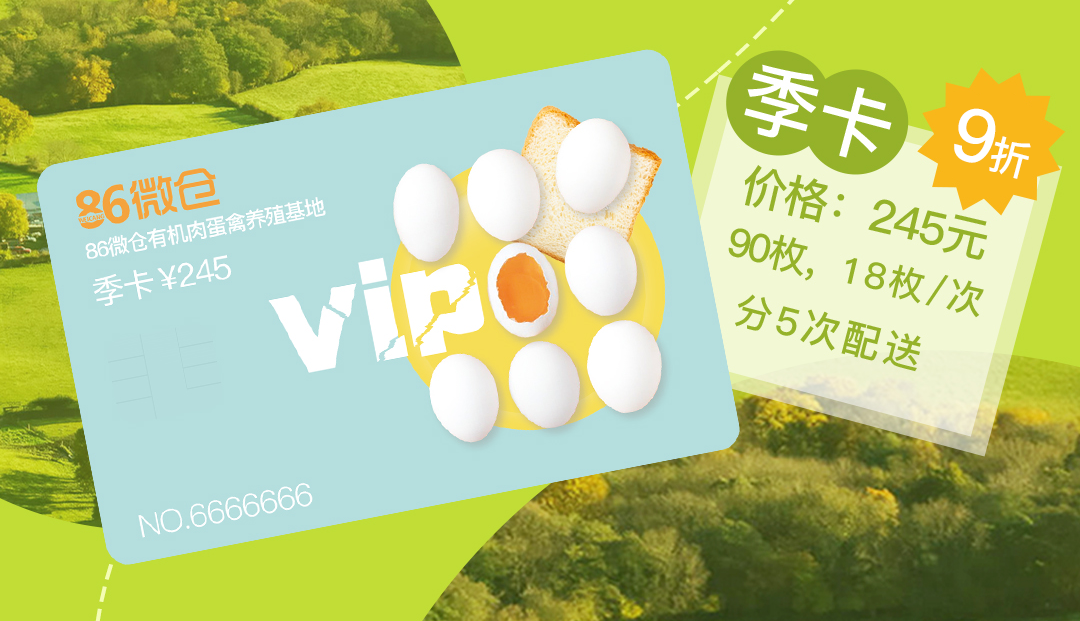 86微仓
86微仓有机肉蛋禽养殖基地
季卡¥245
vip
NO.6666666
季卡
9折
价格：245元
90枚，18枚/次
分5次配送